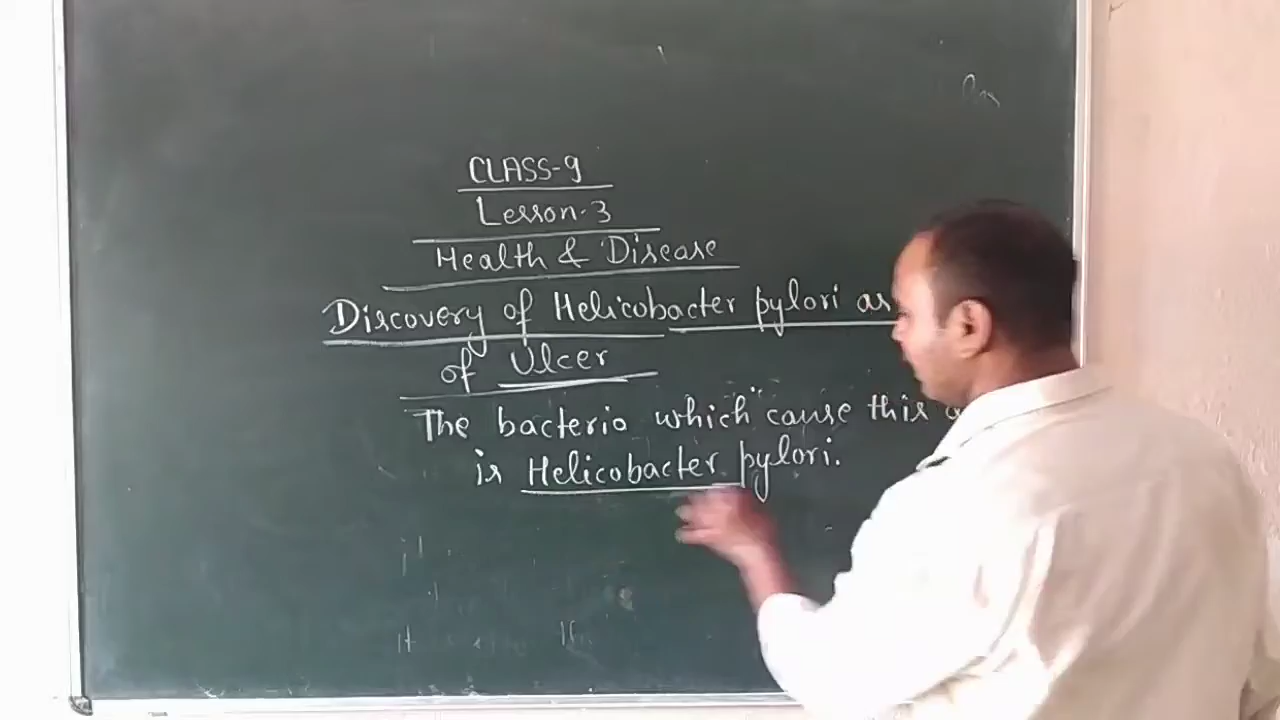 CLASS-9
Lesson-3
Health & Disease
Discovery of Helicobacter pylori as
of Ulcer
The bacteria which cause this
is Helicobacter pylori.